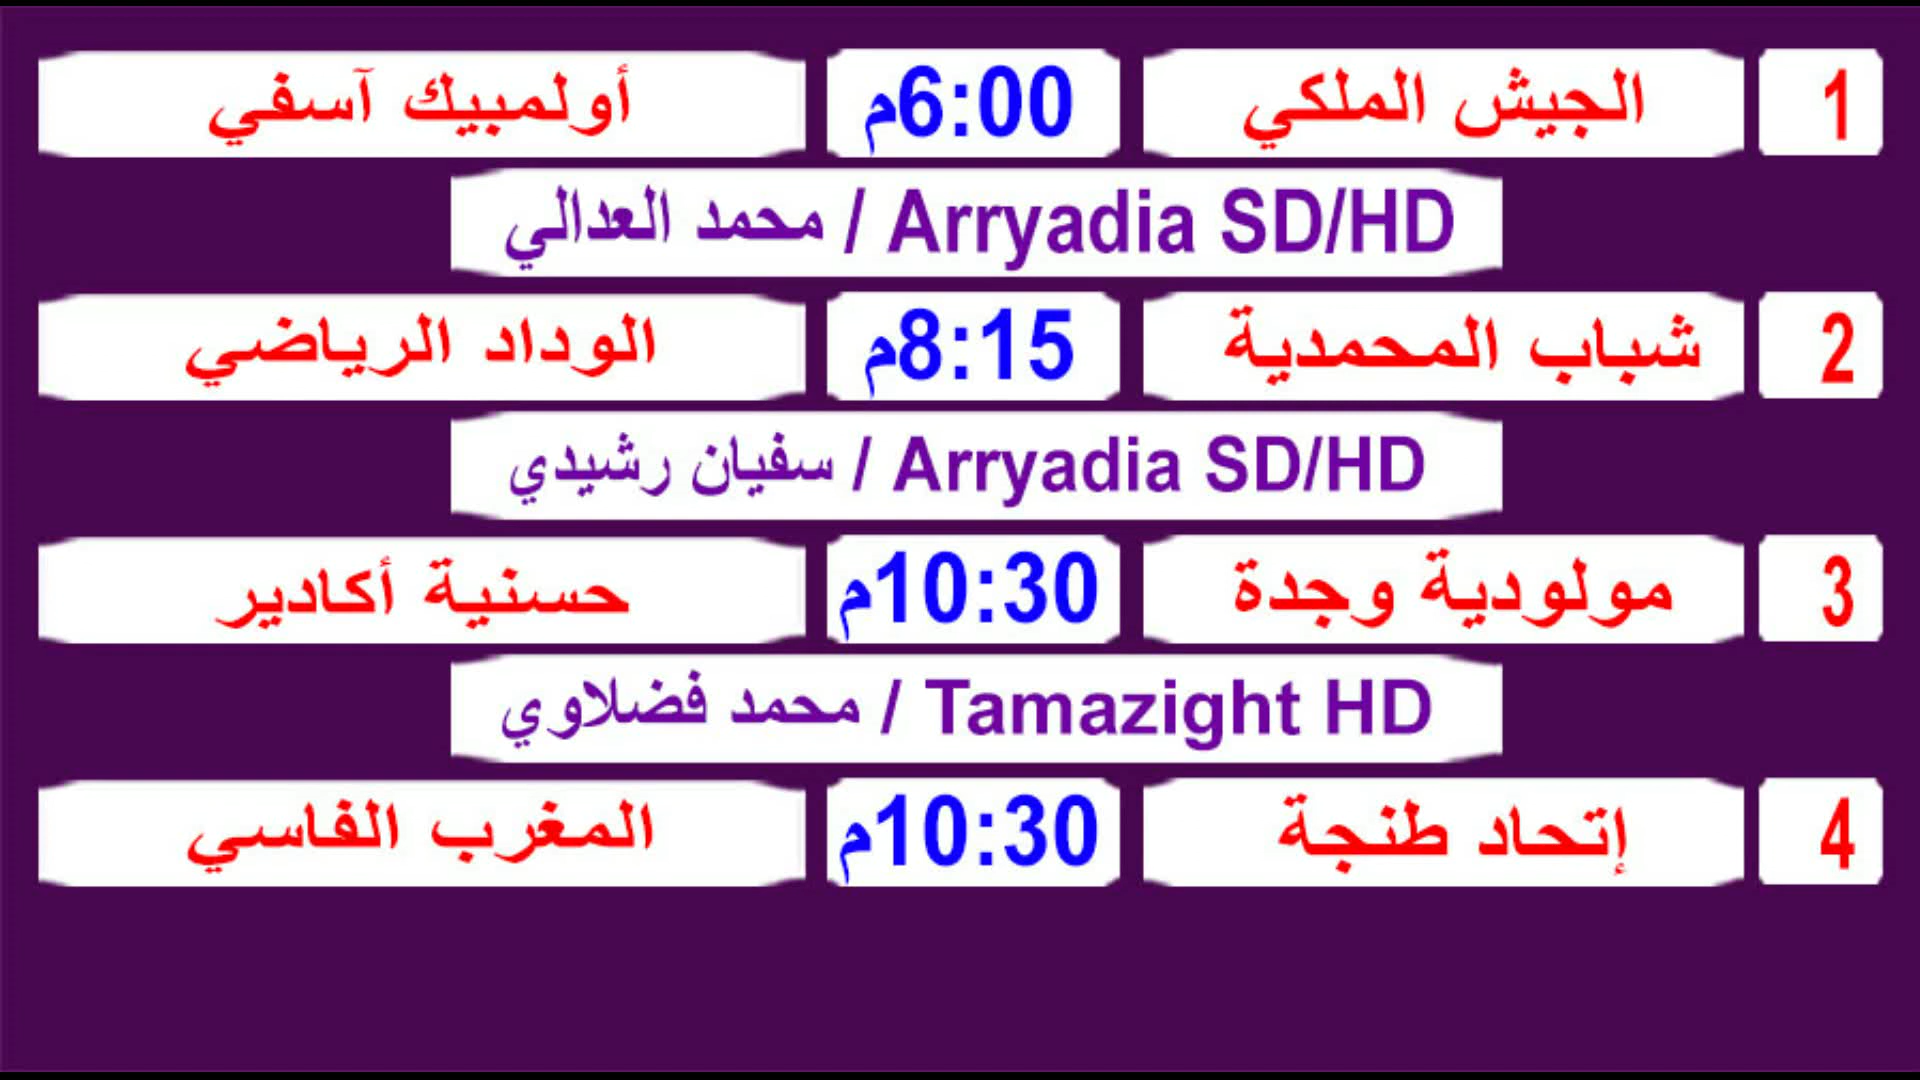 1 الجيش الملكي 6:00م أولمبيك آسفي
Arryadia SD/HD / محمد العدالي
2 شباب المحمدية 8:15م الوداد الرياضي
Arryadia SD/HD / سفيان رشيدي
3 مولودية وجدة 10:30م حسنية أكادير
Tamazight HD / محمد فضلاوي
4 إتحاد طنجة 10:30م المغرب الفاسي